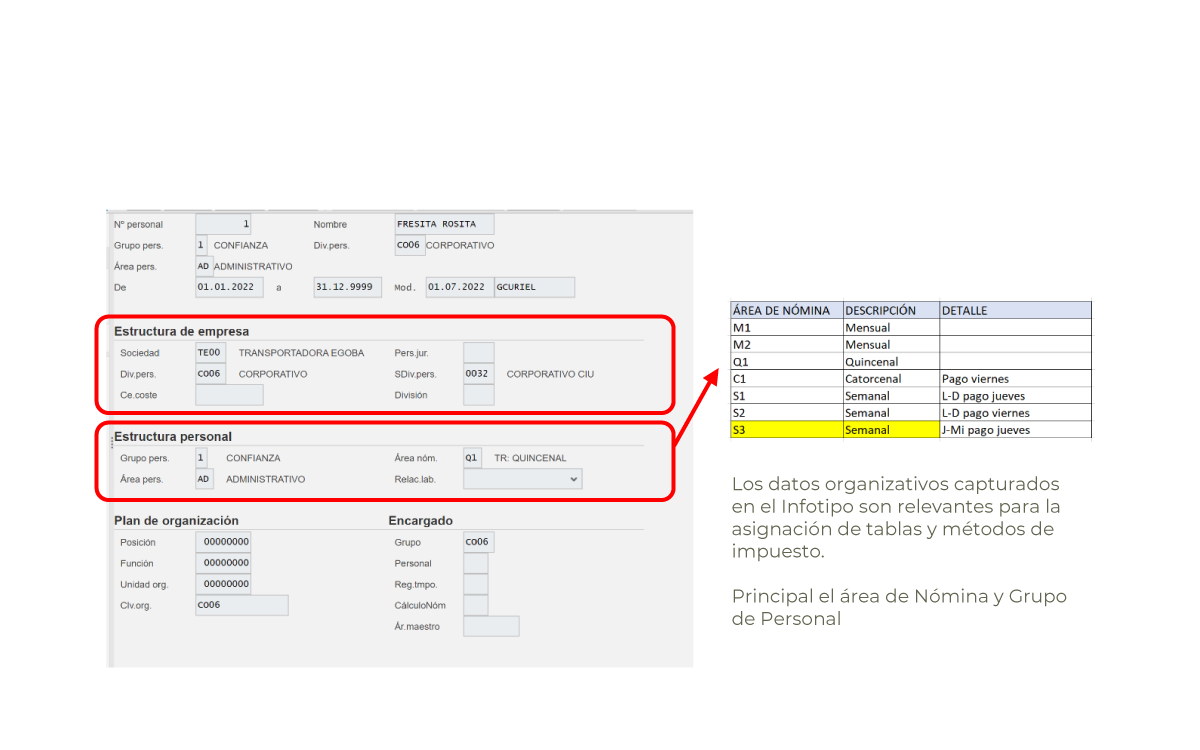 Nº personal 1 Nombre FRESITA ROSITA
Grupo pers. 1 CONFIANZA Div.pers. CO06 CORPORATIVO
Área pers. AD ADMINISTRATIVO
De 01.01.2022 a 31.12.9999 Mod. 01.07.2022 GCURIEL
Estructura de empresa
Sociedad TE00 TRANSPORTADORA EGOBA Pers.jur.
Div.pers. CO06 CORPORATIVO SDiv.pers. 0032 CORPORATIVO CIU
Ce.coste División
Estructura personal
Grupo pers. 1 CONFIANZA Área nóm. Q1 TR: QUINCENAL
Área pers. AD ADMINISTRATIVO Relac.lab.
Plan de organización Encargado
Posición 00000000 Grupo CO06
Función 00000000 Personal
Unidad org. 00000000 Reg.tmpo.
Clv.org. CO06 CálculoNóm
Ár.maestro
ÁREA DE NÓMINA DESCRIPCIÓN DETALLE
M1 Mensual
M2 Mensual
Q1 Quincenal
C1 Catorcenal Pago viernes
S1 Semanal L-D pago jueves
S2 Semanal L-D pago viernes
S3 Semanal J-Mi pago jueves
Los datos organizativos capturados
en el Infotipo son relevantes para la
asignación de tablas y métodos de
impuesto.
Principal el área de Nómina y Grupo
de Personal